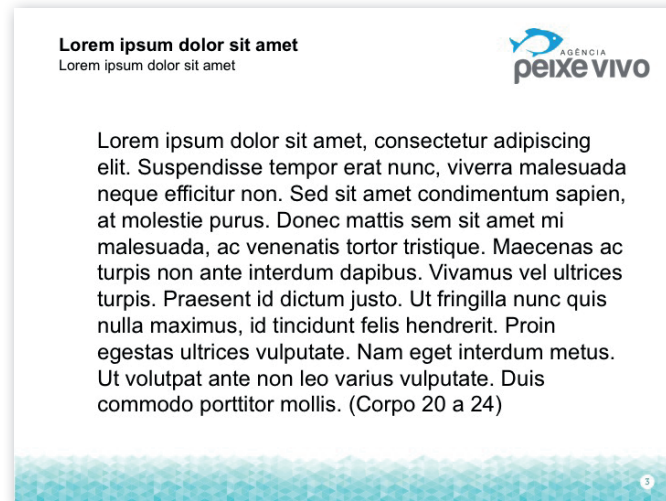 Lorem ipsum dolor sit amet
Lorem ipsum dolor sit amet
AGÊNCIA
peixe vivo
Lorem ipsum dolor sit amet, consectetur adipiscing
elit. Suspendisse tempor erat nunc, viverra malesuada
neque efficitur non. Sed sit amet condimentum sapien,
at molestie purus. Donec mattis sem sit amet mi
malesuada, ac venenatis tortor tristique. Maecenas ac
turpis non ante interdum dapibus. Vivamus vel ultrices
turpis. Praesent id dictum justo. Ut fringilla nunc quis
nulla maximus, id tincidunt felis hendrerit. Proin
egestas ultrices vulputate. Nam eget interdum metus.
Ut volutpat ante non leo varius vulputate. Duis
commodo porttitor mollis. (Corpo 20 a 24)
3